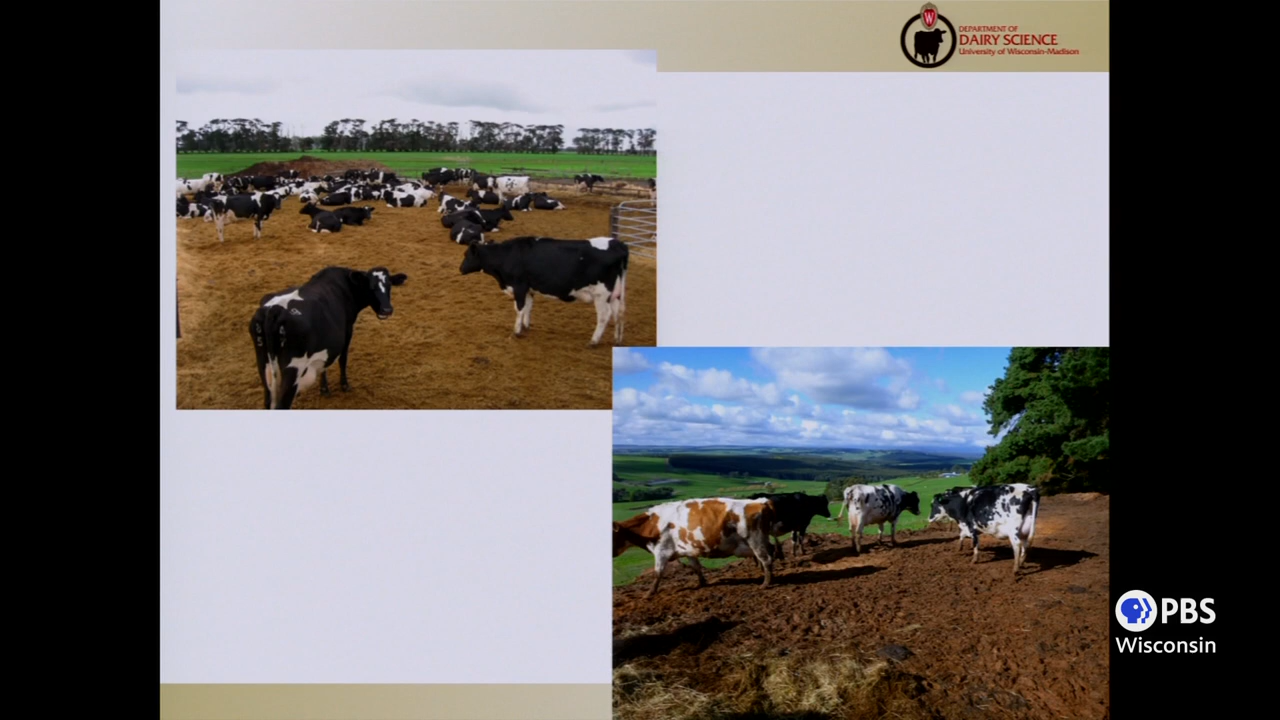 W
DEPARTMENT OF
DAIRY SCIENCE
University of Wisconsin-Madison
PBS
Wisconsin